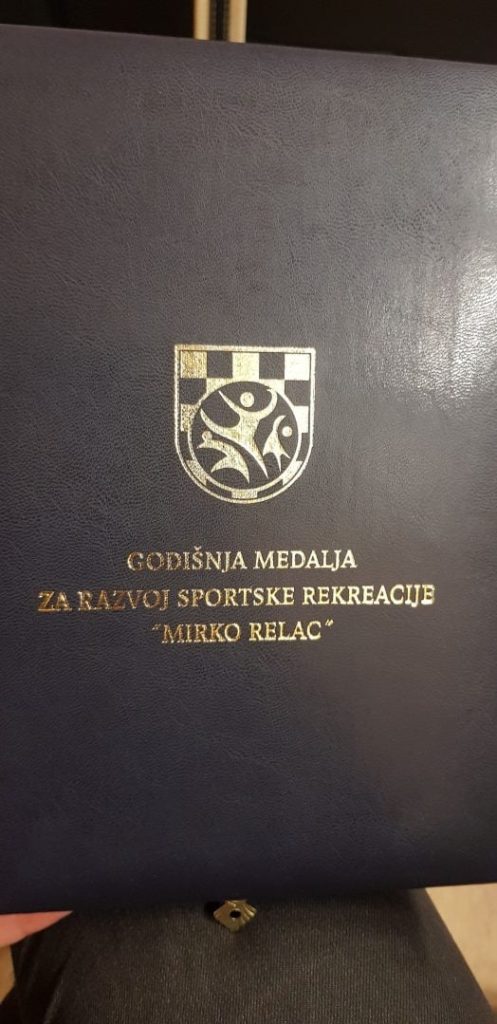 GODIŠNJA MEDALJA
ZA RAZVOJ SPORTSKE REKREACIJE
"MIRKO RELAC"